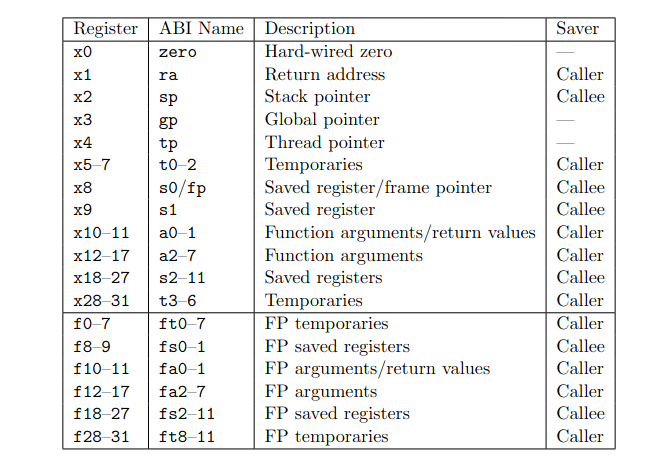 Register ABI Name Description Saver
x0 zero Hard-wired zero —
x1 ra Return address Caller
x2 sp Stack pointer Callee
x3 gp Global pointer —
x4 tp Thread pointer —
x5–7 t0–2 Temporaries Caller
x8 s0/fp Saved register/frame pointer Callee
x9 s1 Saved register Callee
x10–11 a0–1 Function arguments/return values Caller
x12–17 a2–7 Function arguments Caller
x18–27 s2–11 Saved registers Callee
x28–31 t3–6 Temporaries Caller
f0–7 ft0–7 FP temporaries Caller
f8–9 fs0–1 FP saved registers Callee
f10–11 fa0–1 FP arguments/return values Caller
f12–17 fa2–7 FP arguments Caller
f18–27 fs2–11 FP saved registers Callee
f28–31 ft8–11 FP temporaries Caller